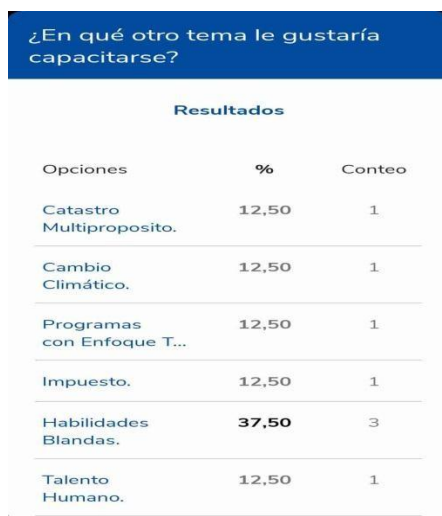 ¿En qué otro tema le gustaría
capacitarse?
Resultados
Opciones % Conteo
Catastro 12,50 1
Multiproposito.
Cambio 12,50 1
Climático.
Programas 12,50 1
con Enfoque T...
Impuesto. 12,50 1
Habilidades 37,50 3
Blandas.
Talento 12,50 1
Humano.